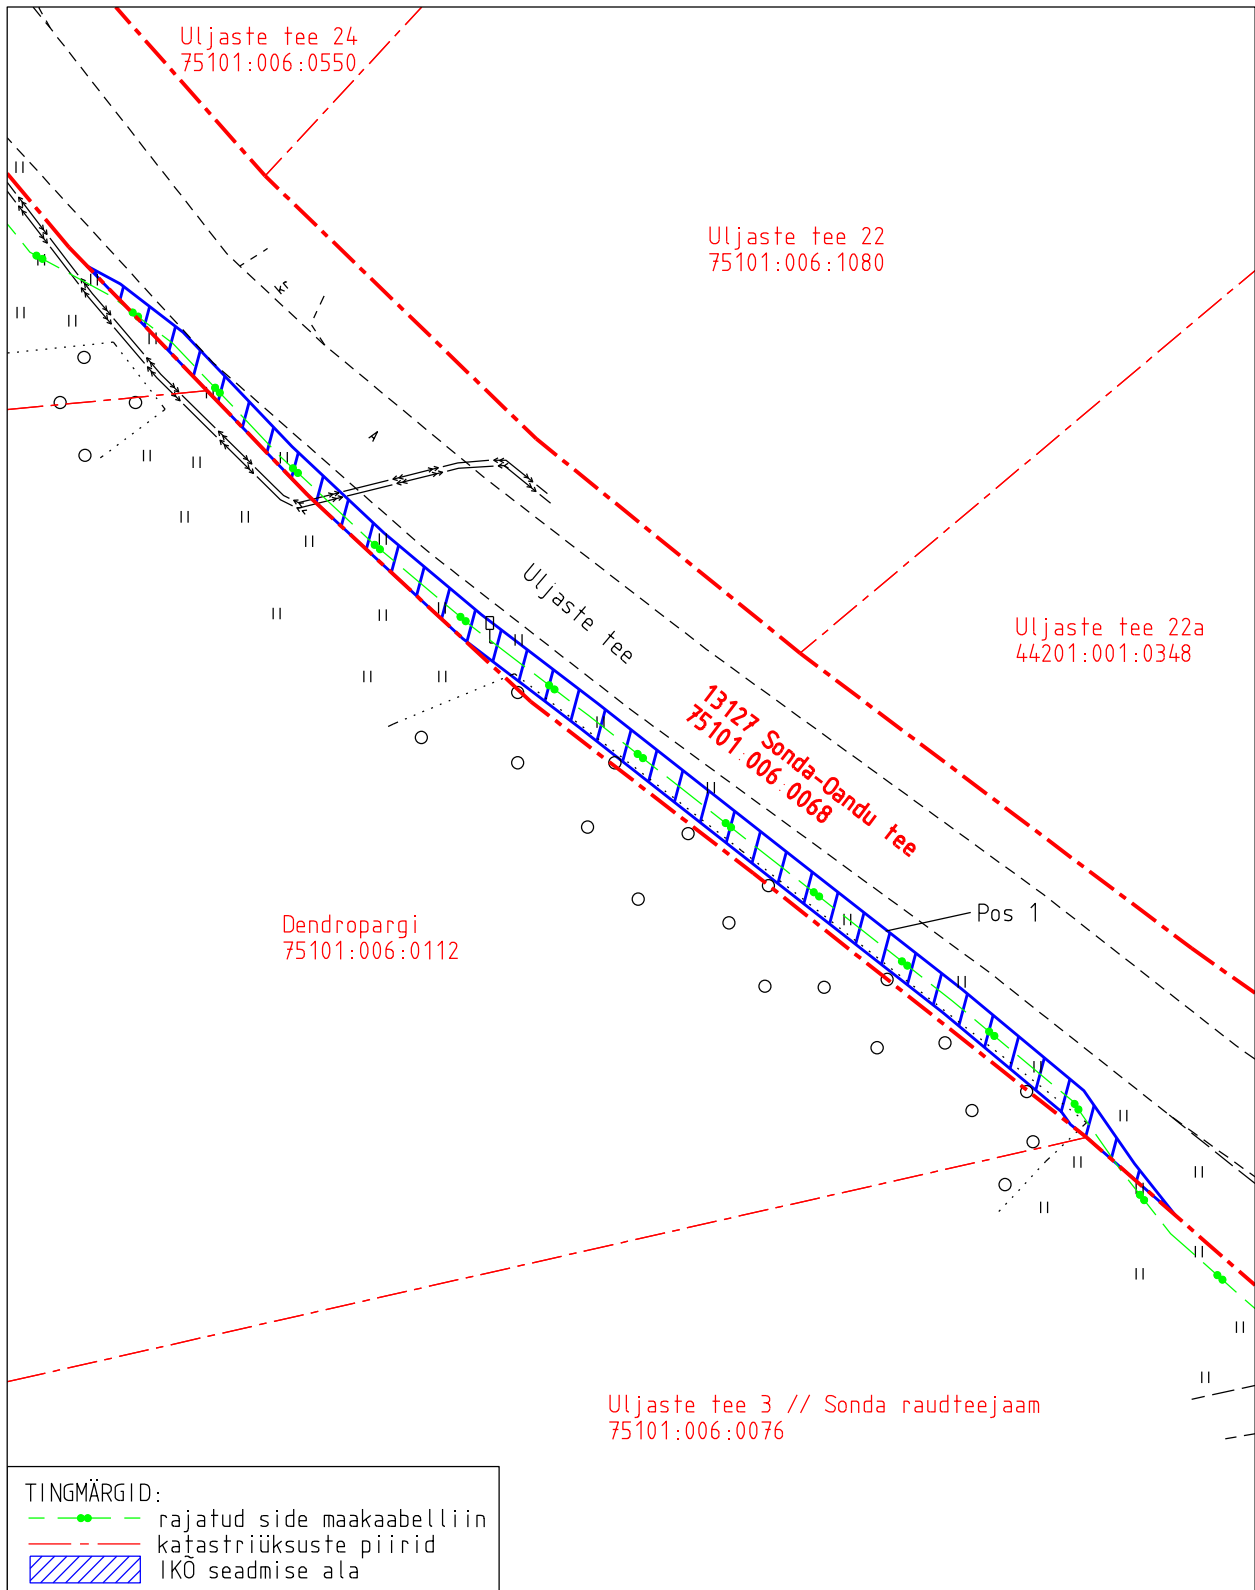 Uljaste tee 24
75101:006:0550
Uljaste tee 22
75101:006:1080
Uljaste tee
Uljaste tee 22a
44201:001:0348
13127 Sonda-Oandu tee
75101:006:0068
Pos 1
Dendropargi
75101:006:0112
Uljaste tee 3 // Sonda raudteejaam
75101:006:0076
TINGMÄRGID:
rajatud side maakaabelliin
katastriüksuste piirid
IKÕ seadmise ala